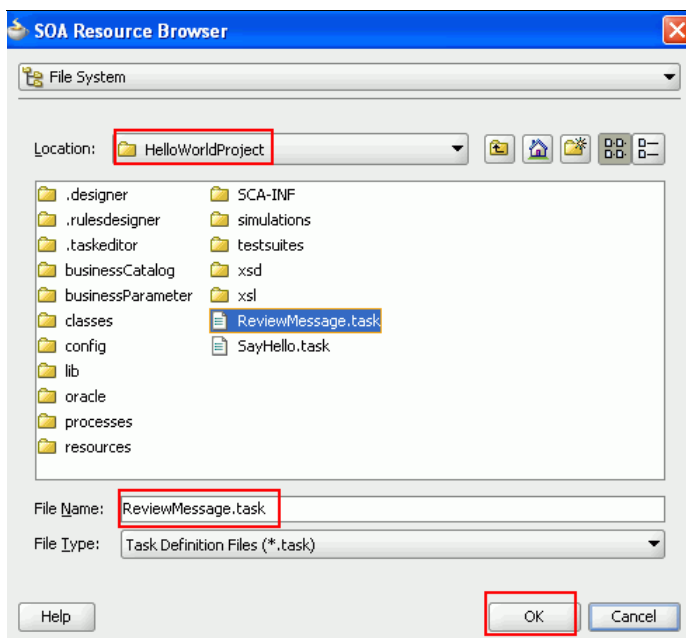 SOA Resource Browser
File System
Location: HelloWorldProject
.designer SCA-INF
.rulesdesigner simulations
.taskeditor testsuites
businessCatalog xsd
businessParameter xsl
classes ReviewMessage.task
config SayHello.task
lib
oracle
processes
resources
File Name: ReviewMessage.task
File Type: Task Definition Files (*.task)
Help OK Cancel